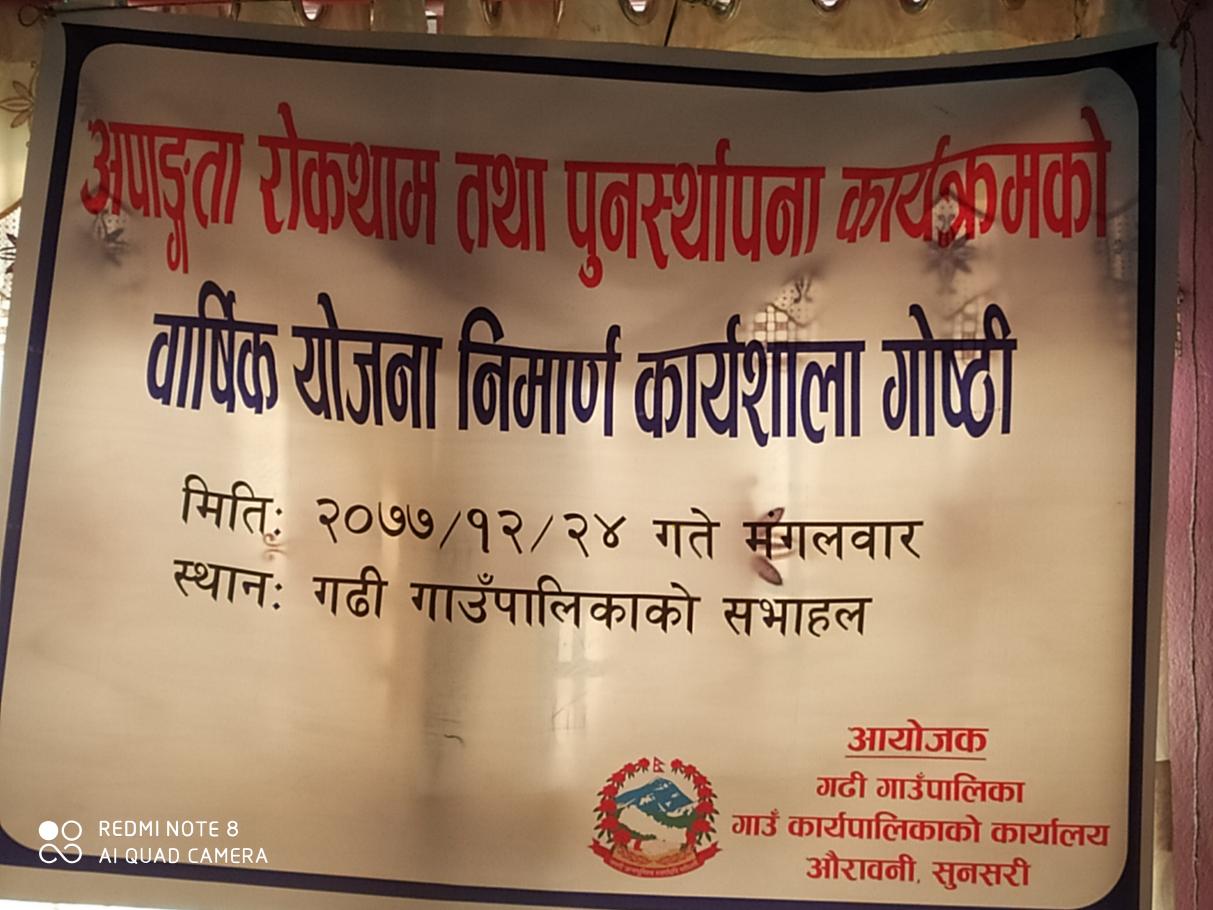 अपाङ्गता रोकथाम तथा पुनर्स्थापना कार्यक्रमको
वार्षिक योजना निमार्ण कार्यशाला गोष्ठी
मितिः २०७७/१२/२४ गते मंगलवार
स्थानः गढी गाउँपालिकाको सभाहल
आयोजक
गढी गाउँपालिका
गाउँ कार्यपालिकाको कार्यालय
औरावनी, सुनसरी
REDMI NOTE 8
AI QUAD CAMERA